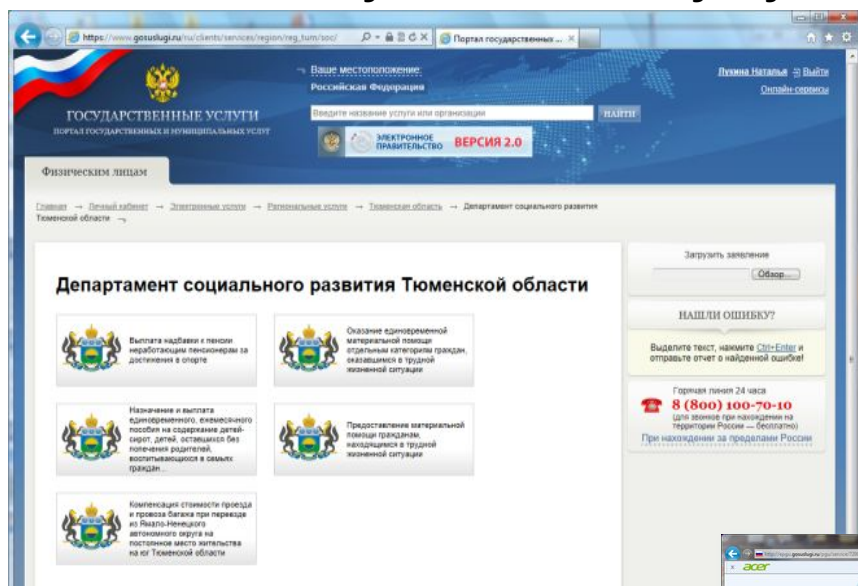 https://www.gosuslugi.ru/ru/clients/services/region/reg_tum/soc/
Портал государственных ...
Ваше местоположение:
Российская Федерация
Лукина Наталья Выйти
Онлайн-сервисы
ГОСУДАРСТВЕННЫЕ УСЛУГИ
ПОРТАЛ ГОСУДАРСТВЕННЫХ И МУНИЦИПАЛЬНЫХ УСЛУГ
Введите название услуги или организации
НАЙТИ
ЭЛЕКТРОННОЕ
ПРАВИТЕЛЬСТВО
ВЕРСИЯ 2.0
Физическим лицам
Главная → Личный кабинет → Электронные услуги → Региональные услуги → Тюменская область → Департамент социального развития
Тюменской области
Департамент социального развития Тюменской области
Выплата надбавки к пенсии
неработающим пенсионерам за
достижения в спорте
Оказание единовременной
материальной помощи
отдельным категориям граждан,
оказавшимся в трудной
жизненной ситуации
Назначение и выплата
единовременного, ежемесячного
пособия на содержание детей-
сирот, детей, оставшихся без
попечения родителей,
воспитывающихся в семьях
граждан...
Предоставление материальной
помощи гражданам,
находящимся в трудной
жизненной ситуации
Компенсация стоимости проезда
и провоза багажа при переезде
из Ямало-Ненецкого
автономного округа на
постоянное место жительства
на юг Тюменской области
Загрузить заявление
Обзор...
НАШЛИ ОШИБКУ?
Выделите текст, нажмите Ctrl+Enter и
отправьте отчет о найденной ошибке!
Горячая линия 24 часа
8 (800) 100-70-10
(для звонков при нахождении на
территории России — бесплатно)
При нахождении за пределами России
acer